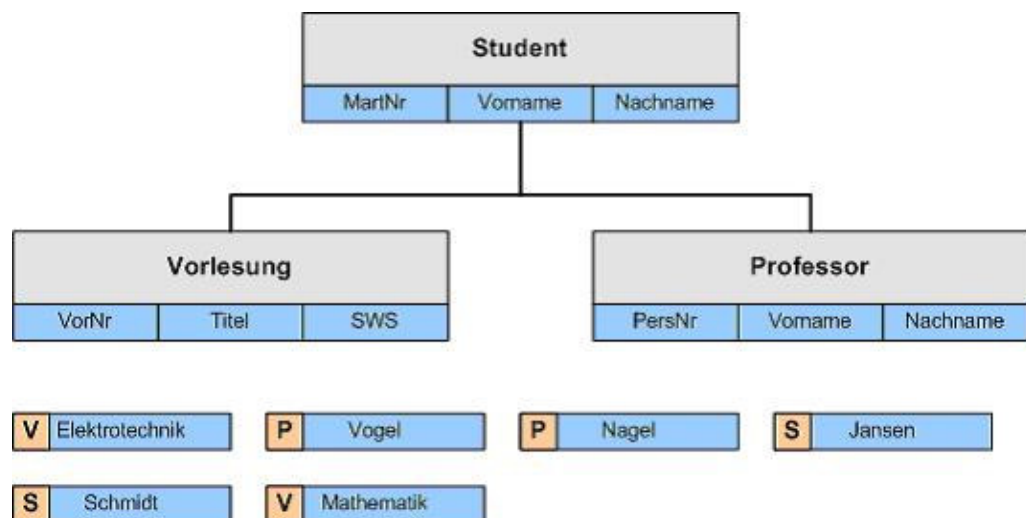 Student
MartNr Vorname Nachname
Vorlesung Professor
VorNr Titel SWS PersNr Vorname Nachname
V Elektrotechnik P Vogel P Nagel S Jansen
S Schmidt V Mathematik